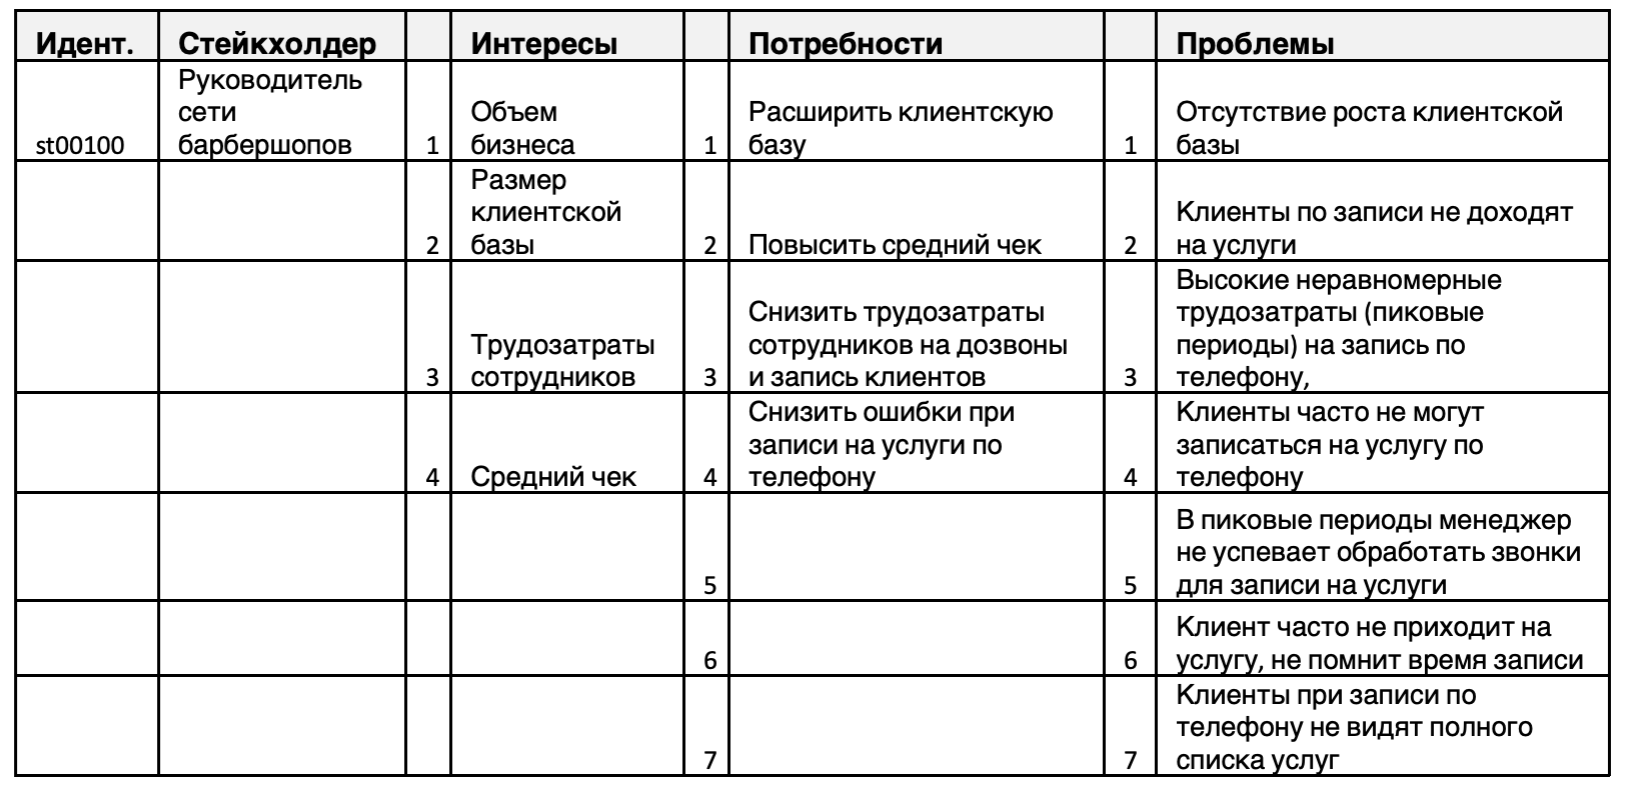 Идент. Стейкхолдер Интересы Потребности Проблемы
st00100
Руководитель
сети
барбершопов
1
Объем
бизнеса
1
Расширить клиентскую
базу
1
Отсутствие роста клиентской
базы
2
Размер
клиентской
базы
2
Повысить средний чек
2
Клиенты по записи не доходят
на услуги
3
Трудозатраты
сотрудников
3
Снизить трудозатраты
сотрудников на дозвоны
и запись клиентов
3
Высокие неравномерные
трудозатраты (пиковые
периоды) на запись по
телефону,
4
Средний чек
4
Снизить ошибки при
записи на услуги по
телефону
4
Клиенты часто не могут
записаться на услугу по
телефону
5
5
В пиковые периоды менеджер
не успевает обработать звонки
для записи на услуги
6
6
Клиент часто не приходит на
услугу, не помнит время записи
7
7
Клиенты при записи по
телефону не видят полного
списка услуг